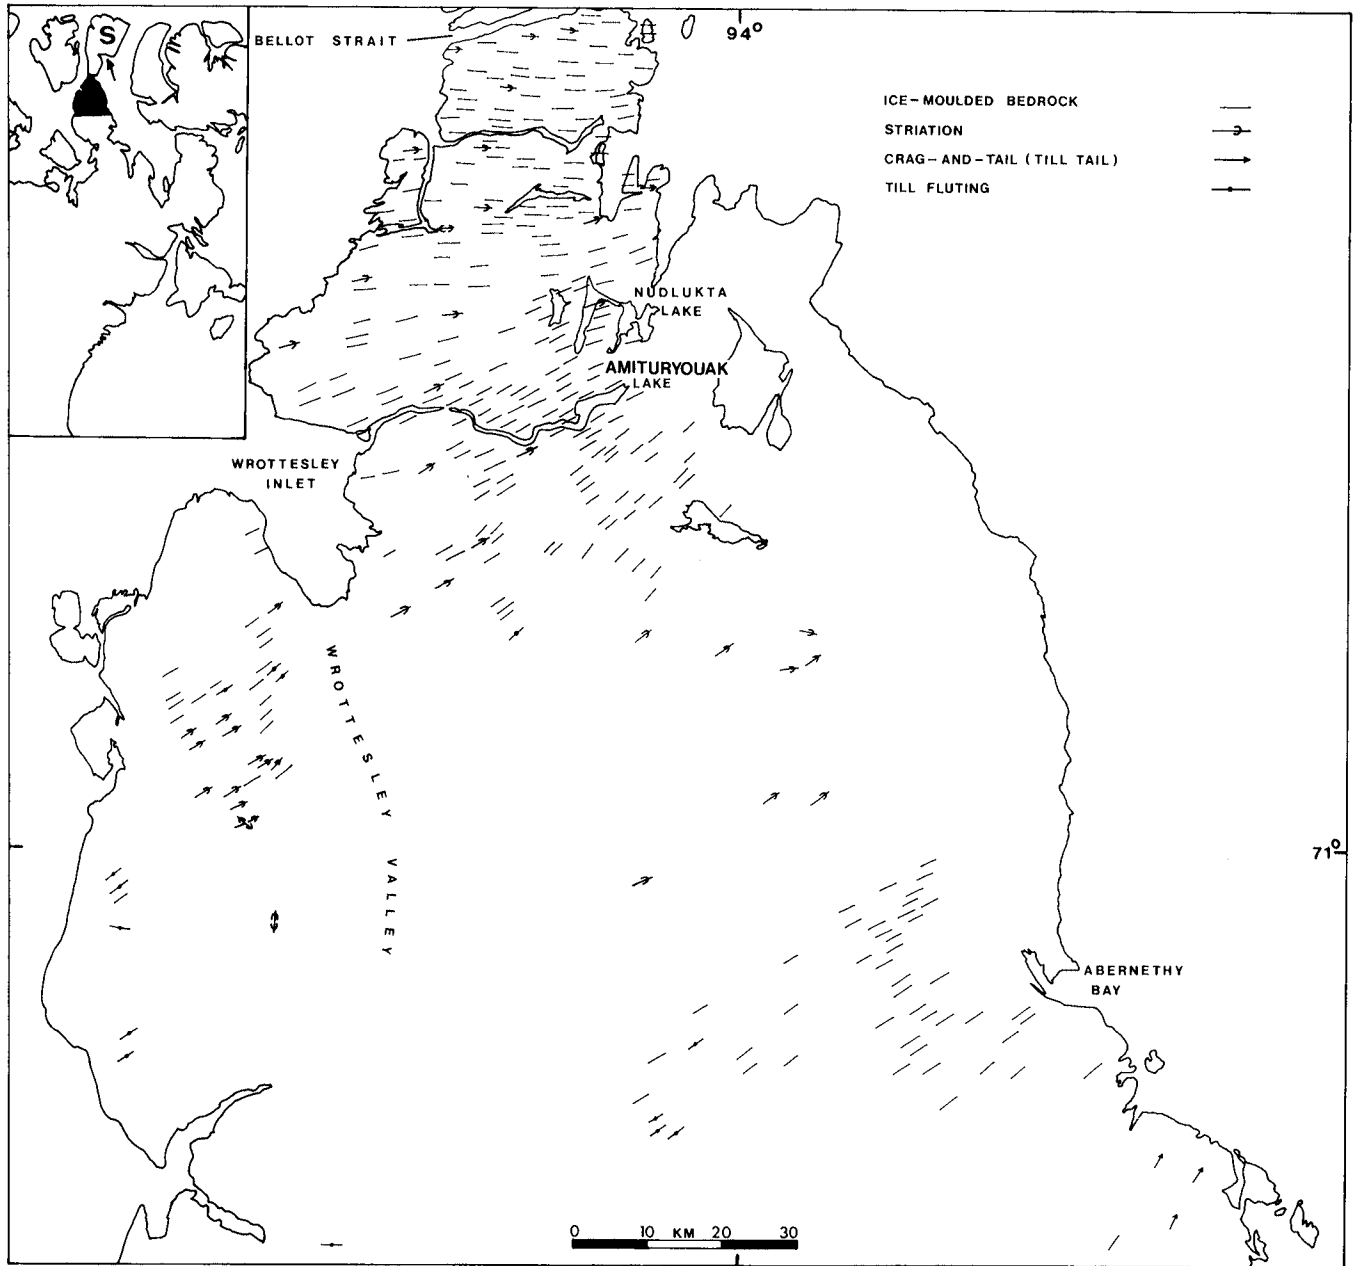 S
BELLOT STRAIT
94°
ICE-MOULDED BEDROCK
STRIATION
CRAG-AND-TAIL (TILL TAIL)
TILL FLUTING
NUDLUKTA
LAKE
AMITURYOUAK
LAKE
WROTTESLEY
INLET
WROTTESLEY VALLEY
71°
ABERNETHY
BAY
0 10 KM 20 30